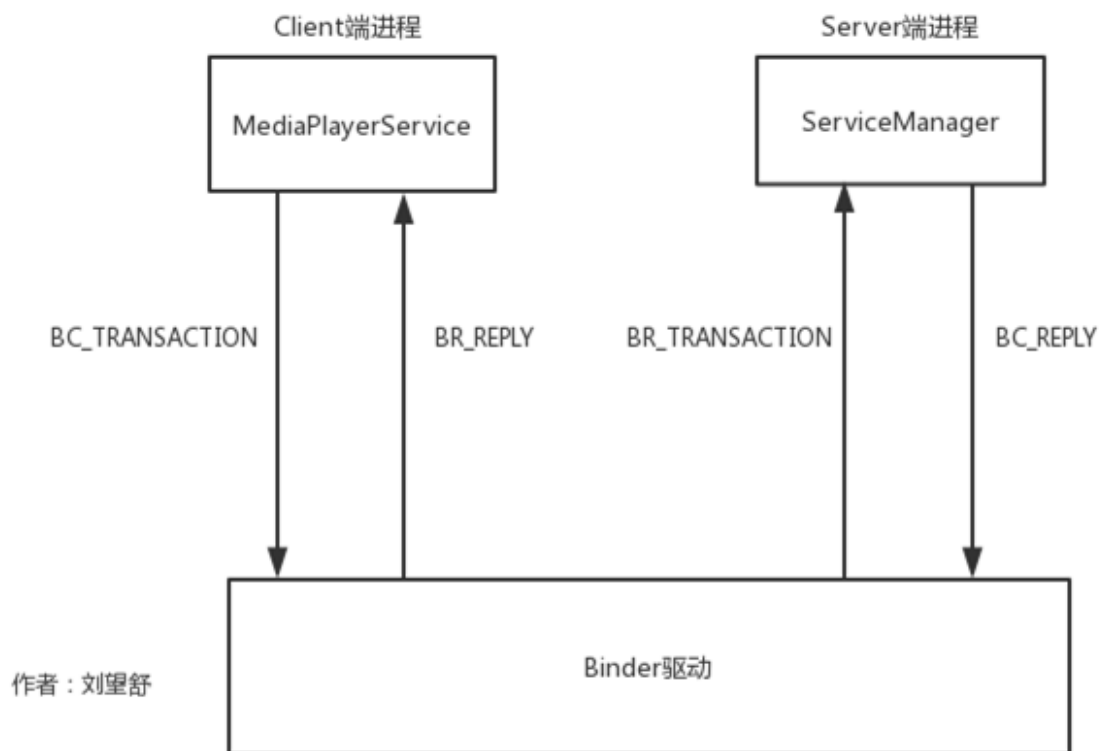 Client端进程
Server端进程
MediaPlayerService
ServiceManager
BC_TRANSACTION
BR_REPLY
BR_TRANSACTION
BC_REPLY
Binder驱动
作者：刘望舒